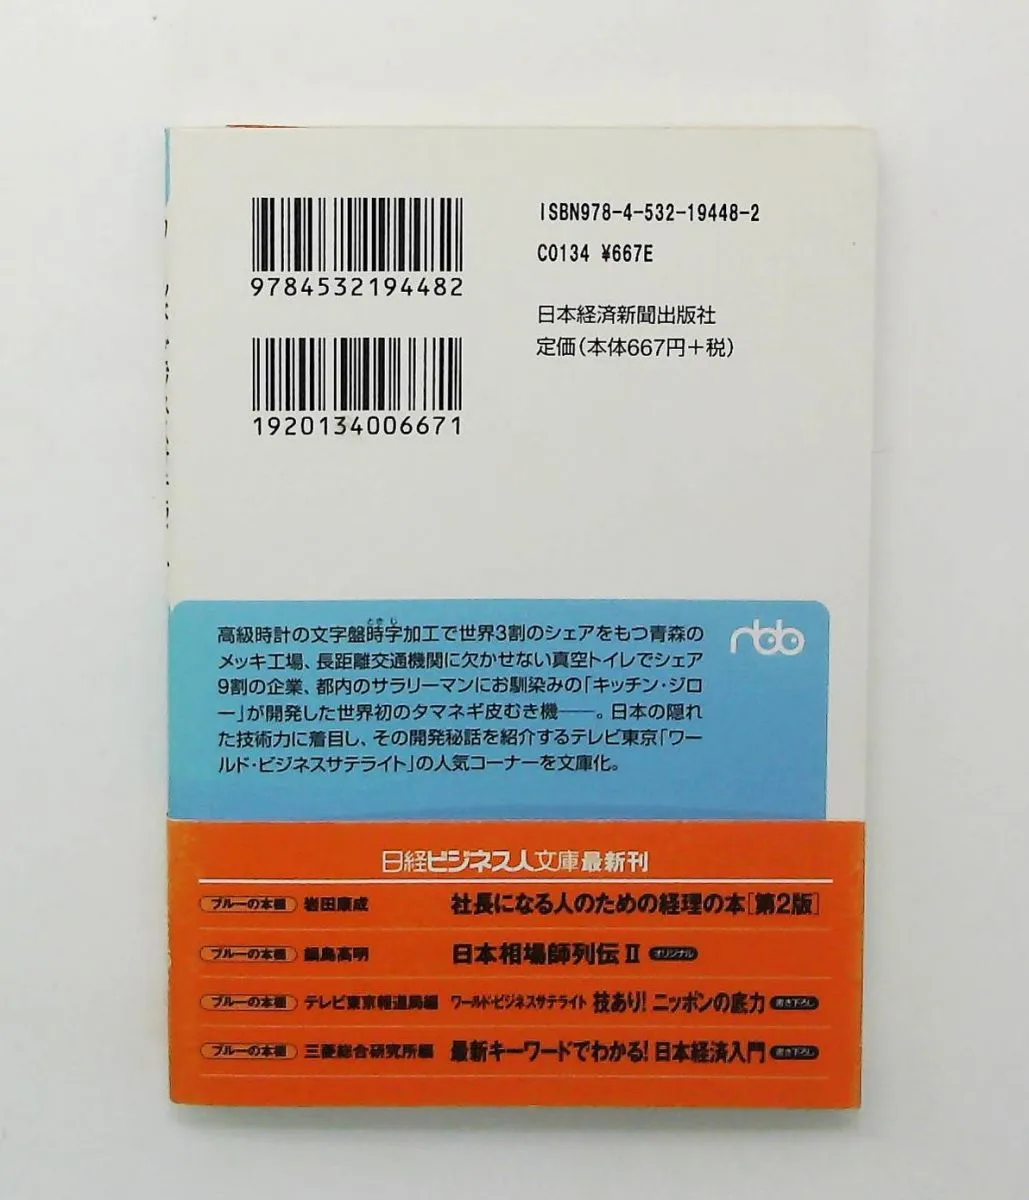 9784532194482
ISBN978-4-532-19448-2
C0134 ¥667E
1920134006671
日本経済新聞出版社
定価(本体667円+税)
nbb
高級時計の文字盤時字加工で世界3割のシェアをもつ青森の
ときじ
メッキ工場、長距離交通機関に欠かせない真空トイレでシェア
9割の企業、都内のサラリーマンにお馴染みの「キッチン・ジロ
ー」が開発した世界初のタマネギ皮むき機――。日本の隠れ
た技術力に着目し、その開発秘話を紹介するテレビ東京「ワー
ルド・ビジネスサテライト」の人気コーナーを文庫化。
日経ビジネス人文庫最新刊
ブルーの本棚 岩田康成 社長になる人のための経理の本[第2版]
ブルーの本棚 鍋島高明 日本相場師列伝Ⅱ オリジナル
ブルーの本棚 テレビ東京報道局編 ワールド・ビジネスサテライト 技あり!ニッポンの底力 書き下ろし
ブルーの本棚 三菱総合研究所編 最新キーワードでわかる!日本経済入門 書き下ろし